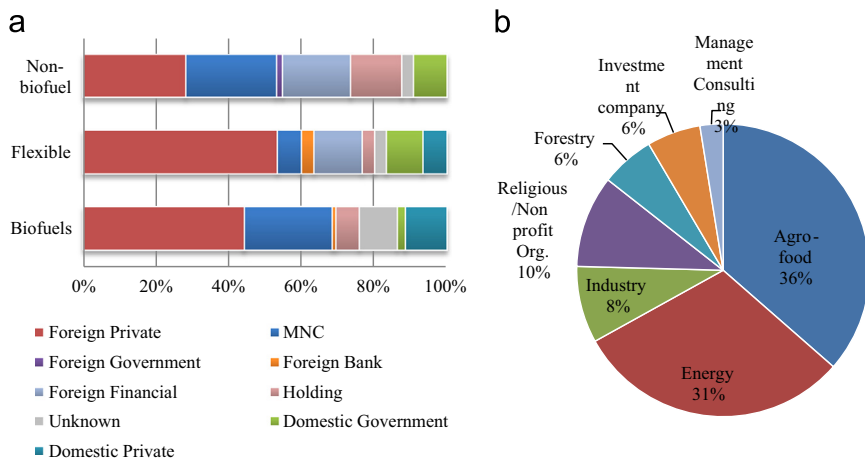 a
Non-
biofuel
Flexible
Biofuels
0% 20% 40% 60% 80% 100%
Foreign Private
MNC
Foreign Government
Foreign Bank
Foreign Financial
Holding
Unknown
Domestic Government
Domestic Private
b
Manage
ment
Consulti
ng
3%
Investme
nt
company
6%
Forestry
6%
Religious
/Non
profit
Org.
10%
Industry
8%
Energy
31%
Agro-
food
36%